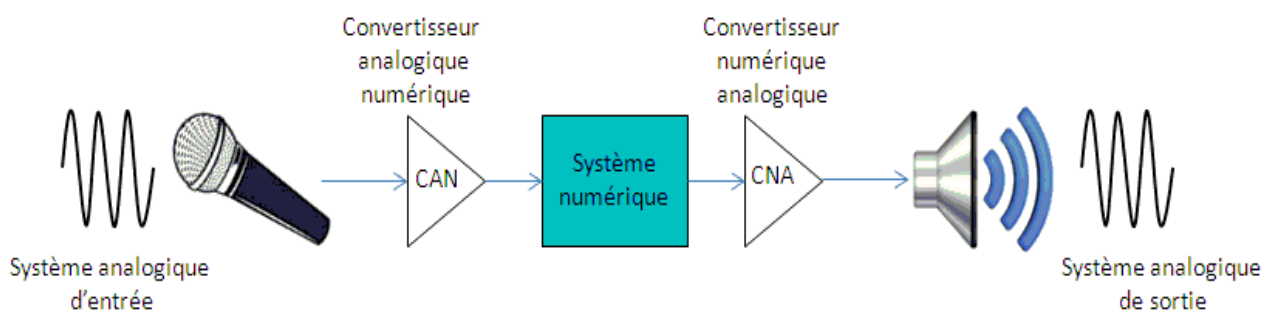 Convertisseur
analogique
numérique
Convertisseur
numérique
analogique
CAN
Système
numérique
CNA
Système analogique
d'entrée
Système analogique
de sortie